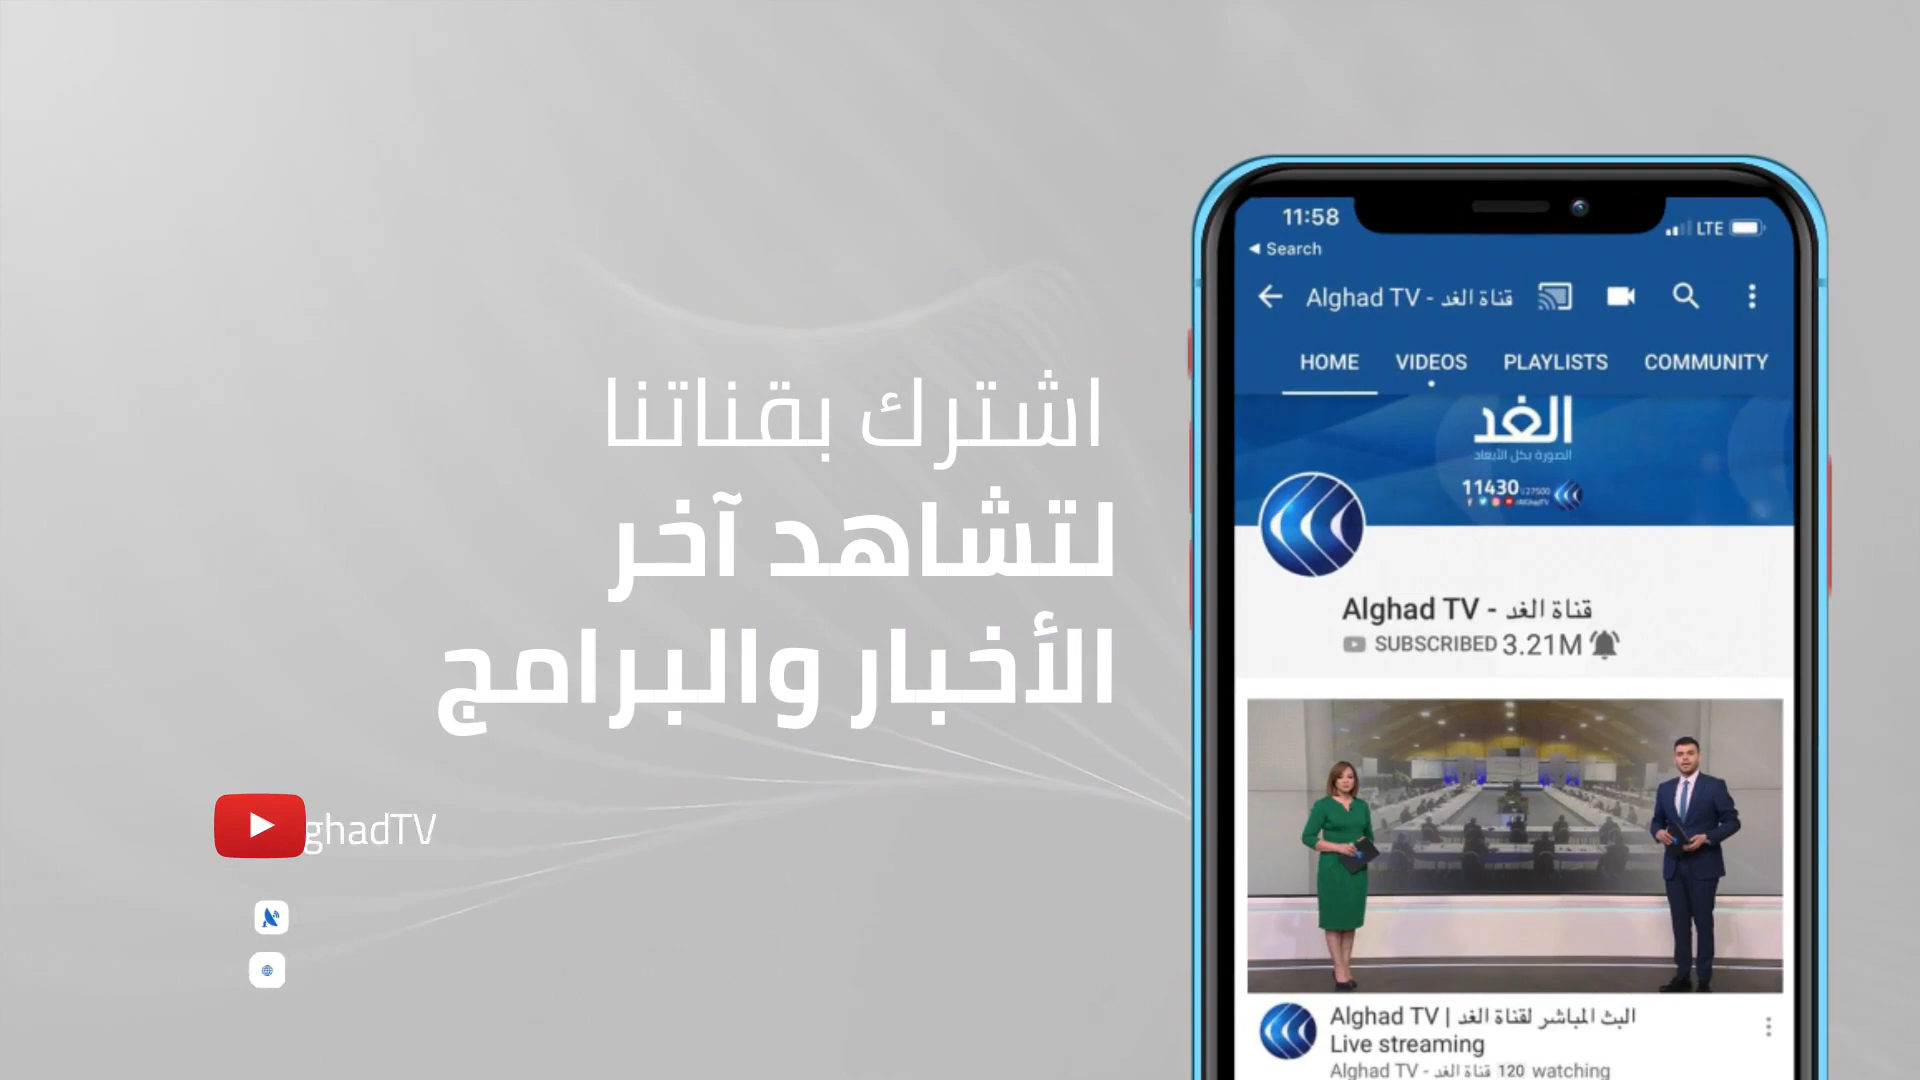 اشترك بقناتنا
لتشاهد آخر
الأخبار والبرامج
ghadTV
11:58
LTE
Search
Alghad TV - قناة الغد
HOME VIDEOS PLAYLISTS COMMUNITY
الغد
الصورة بكل الأبعاد
11430 27500
AlGhadTV
Alghad TV - قناة الغد
SUBSCRIBED 3.21M
Alghad TV | البث المباشر لقناة الغد
Live streaming
Alghad TV - قناة الغد 120 watching